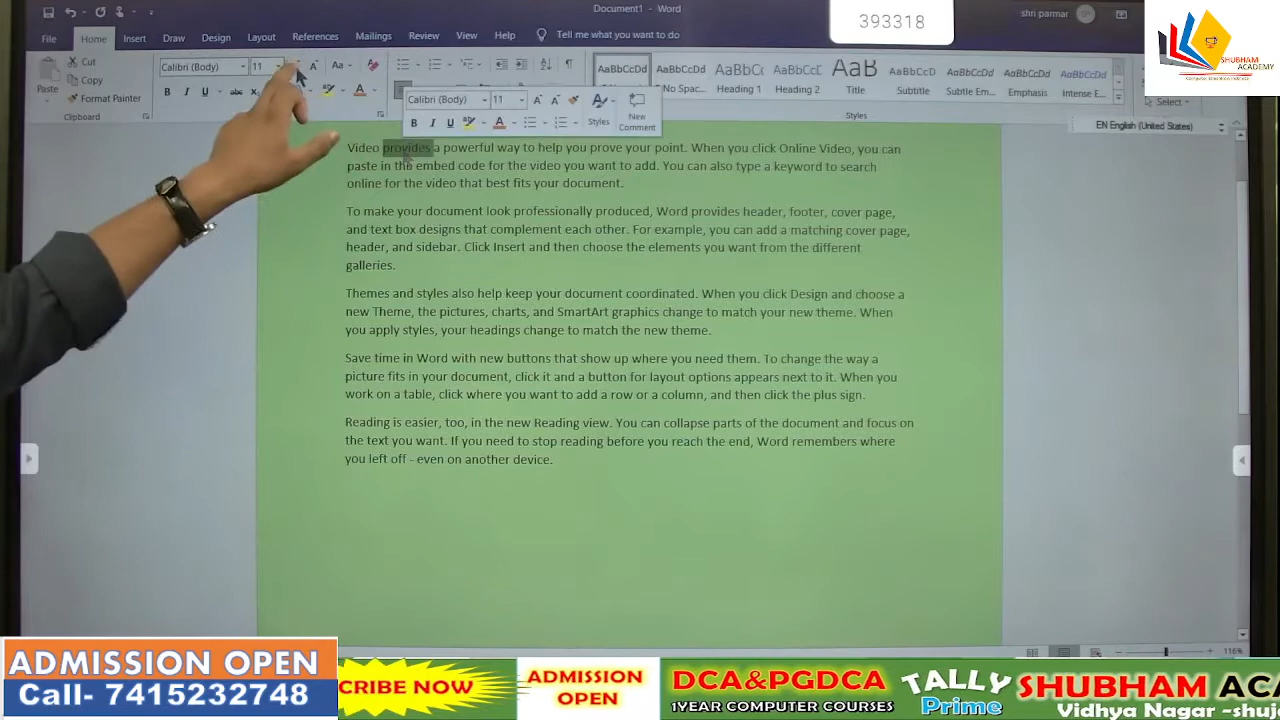 Document1 - Word
shri parmar
393318
SHUBHAM
ACADEMY
File Home Insert Draw Design Layout References Mailings Review View Help Tell me what you want to do
Cut
Copy
Paste
Format Painter
Clipboard
Calibri (Body) 11
Aa
B I U abc
AaBbCcDd AaBbCcDd AaBbCc AaBbCc AaB AaBbCcD AaBbCcDd AaBbCcDd AaBbCcDd
No Spac... Heading 1 Heading 2 Title Subtitle Subtle Em... Emphasis Intense E...
Styles
Select
Calibri (Body) 11
B I U
Styles
New
Comment
EN English (United States)
Video provides a powerful way to help you prove your point. When you click Online Video, you can
paste in the embed code for the video you want to add. You can also type a keyword to search
online for the video that best fits your document.
To make your document look professionally produced, Word provides header, footer, cover page,
and text box designs that complement each other. For example, you can add a matching cover page,
header, and sidebar. Click Insert and then choose the elements you want from the different
galleries.
Themes and styles also help keep your document coordinated. When you click Design and choose a
new Theme, the pictures, charts, and SmartArt graphics change to match your new theme. When
you apply styles, your headings change to match the new theme.
Save time in Word with new buttons that show up where you need them. To change the way a
picture fits in your document, click it and a button for layout options appears next to it. When you
work on a table, click where you want to add a row or a column, and then click the plus sign.
Reading is easier, too, in the new Reading view. You can collapse parts of the document and focus on
the text you want. If you need to stop reading before you reach the end, Word remembers where
you left off - even on another device.
116%
ADMISSION OPEN
Call- 7415232748
CRIBE NOW
ADMISSION
OPEN
DCA&PGDCA
1YEAR COMPUTER COURSES
TALLY
Prime
SHUBHAM ACA
Vidhya Nagar -shuj